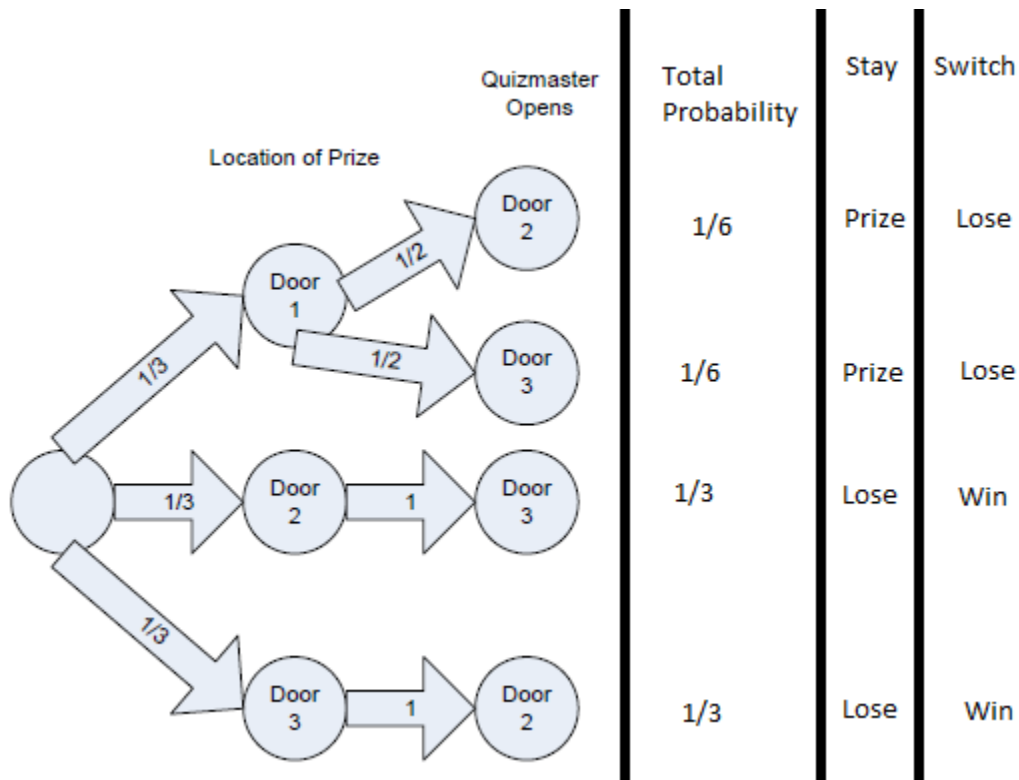 Quizmaster
Opens
Total
Probability
Stay
Switch
Location of Prize
Door
2
1/2
1/6
Prize
Lose
Door
1
1/3
1/2
Door
3
1/6
Prize
Lose
1/3
Door
2
1
Door
3
1/3
Lose
Win
1/3
Door
3
1
Door
2
1/3
Lose
Win